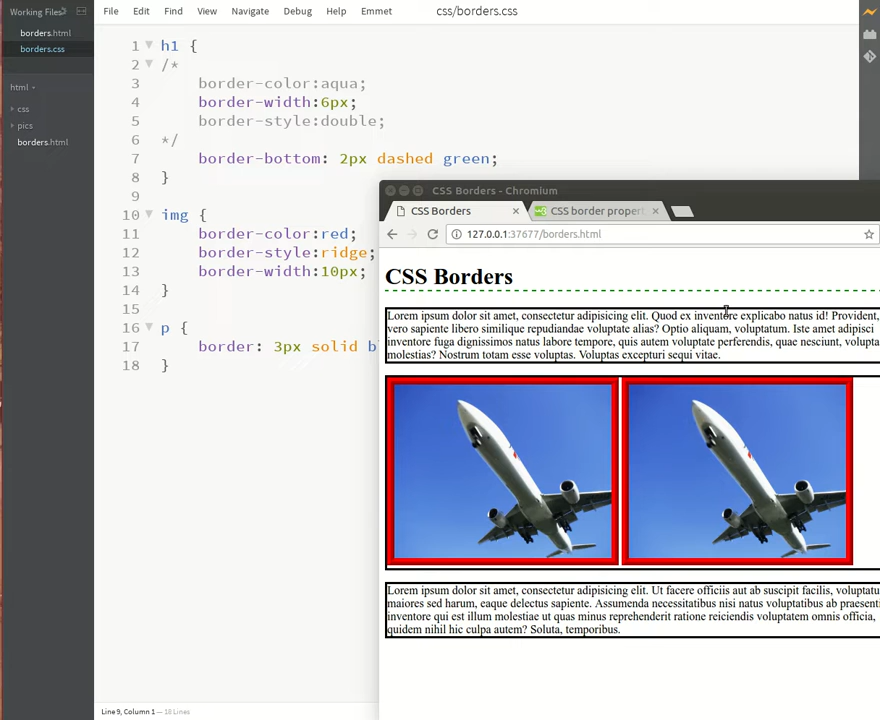 Working Files
borders.html
borders.css
html
css
pics
borders.html
File Edit Find View Navigate Debug Help Emmet
css/borders.css
1 h1 {
2 /*
3 border-color:aqua;
4 border-width:6px;
5 border-style:double;
6 */
7 border-bottom: 2px dashed green;
8 }
9
10 img {
11 border-color:red;
12 border-style:ridge;
13 border-width:10px;
14 }
15
16 p {
17 border: 3px solid b
18 }
Line 9, Column 1 — 18 Lines
CSS Borders - Chromium
CSS Borders
CSS border propert
127.0.0.1:37677/borders.html
CSS Borders
Lorem ipsum dolor sit amet, consectetur adipisicing elit. Quod ex inventore explicabo natus id! Provident,
vero sapiente libero similique repudiandae voluptate alias? Optio aliquam, voluptatum. Iste amet adipisci
inventore fuga dignissimos natus labore tempore, quis autem voluptate perferendis, quae nesciunt, volupta
molestias? Nostrum totam esse voluptas. Voluptas excepturi sequi vitae.
Lorem ipsum dolor sit amet, consectetur adipisicing elit. Ut facere officiis aut ab suscipit facilis, voluptatu
maiores sed harum, eaque delectus sapiente. Assumenda necessitatibus nisi natus voluptatibus ab praesenti
inventore qui est illum molestiae ut quas minus reprehenderit ratione reiciendis voluptatem omnis officia,
quidem nihil hic culpa autem? Soluta, temporibus.